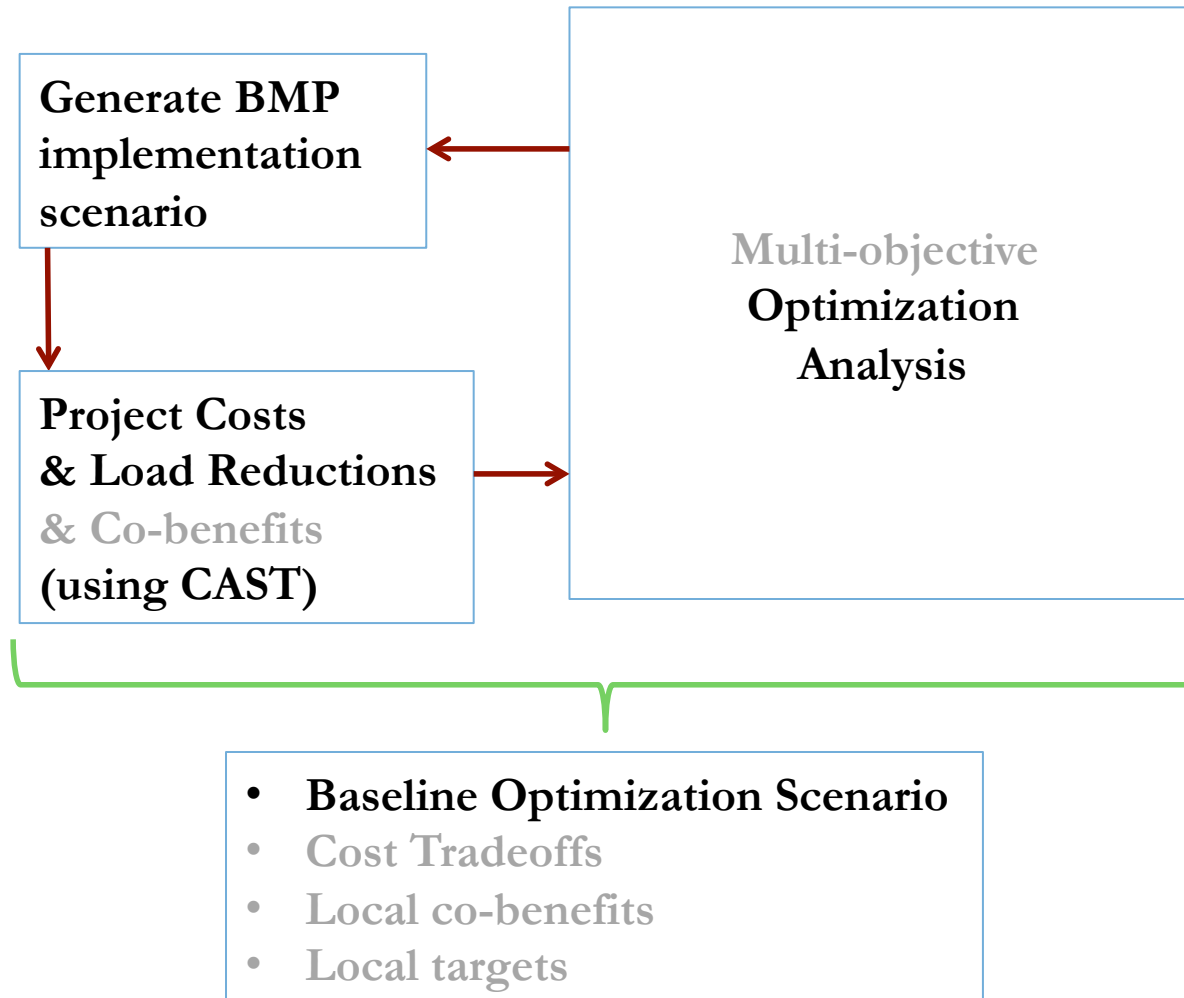 Generate BMP
implementation
scenario
Multi-objective
Optimization
Analysis
Project Costs
& Load Reductions
& Co-benefits
(using CAST)
• Baseline Optimization Scenario
• Cost Tradeoffs
• Local co-benefits
• Local targets